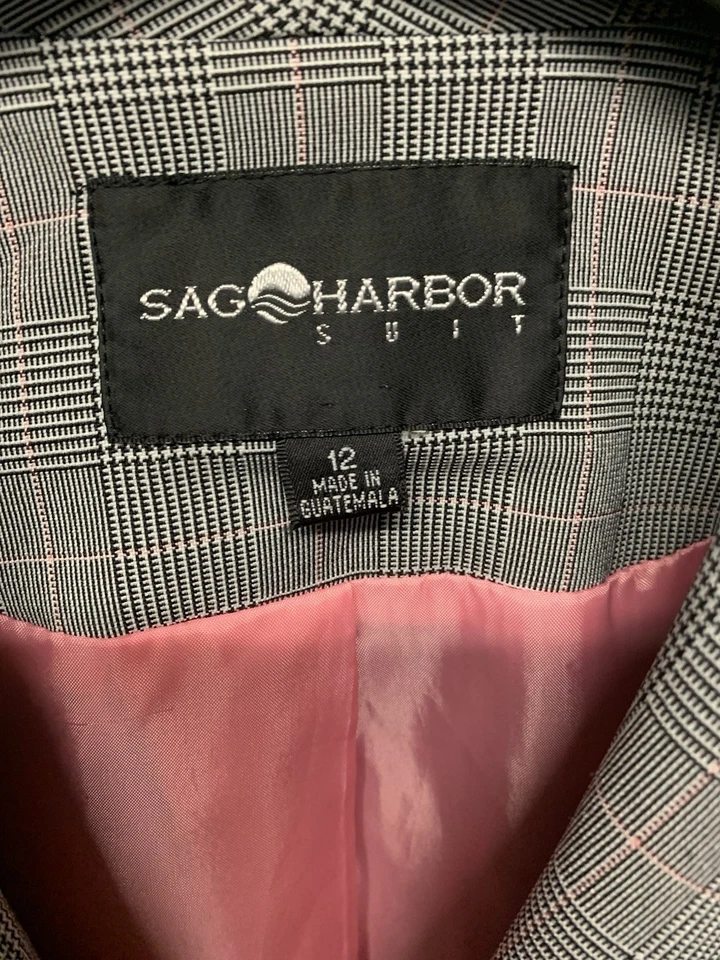 SAG HARBOR
SUIT
12
MADE IN
GUATEMALA